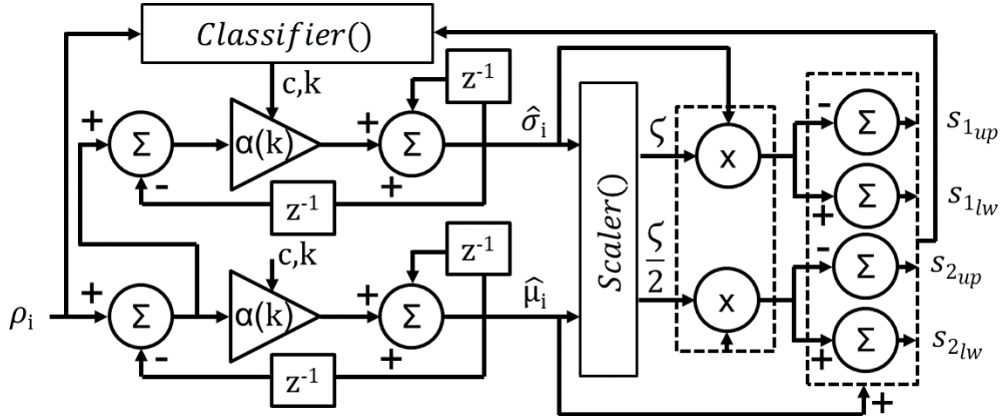 Classifier()
c,k
z⁻¹
+
Σ
-
α(k)
+
Σ
+
σ̂ᵢ
z⁻¹
ρᵢ
+
Σ
-
c,k
α(k)
+
Σ
+
z⁻¹
μ̂ᵢ
z⁻¹
Scaler()
ς
x
ς
2
x
-
Σ
s₁ᵤₚ
Σ
+
s₁ₗw
-
Σ
s₂ᵤₚ
Σ
+
s₂ₗw
+